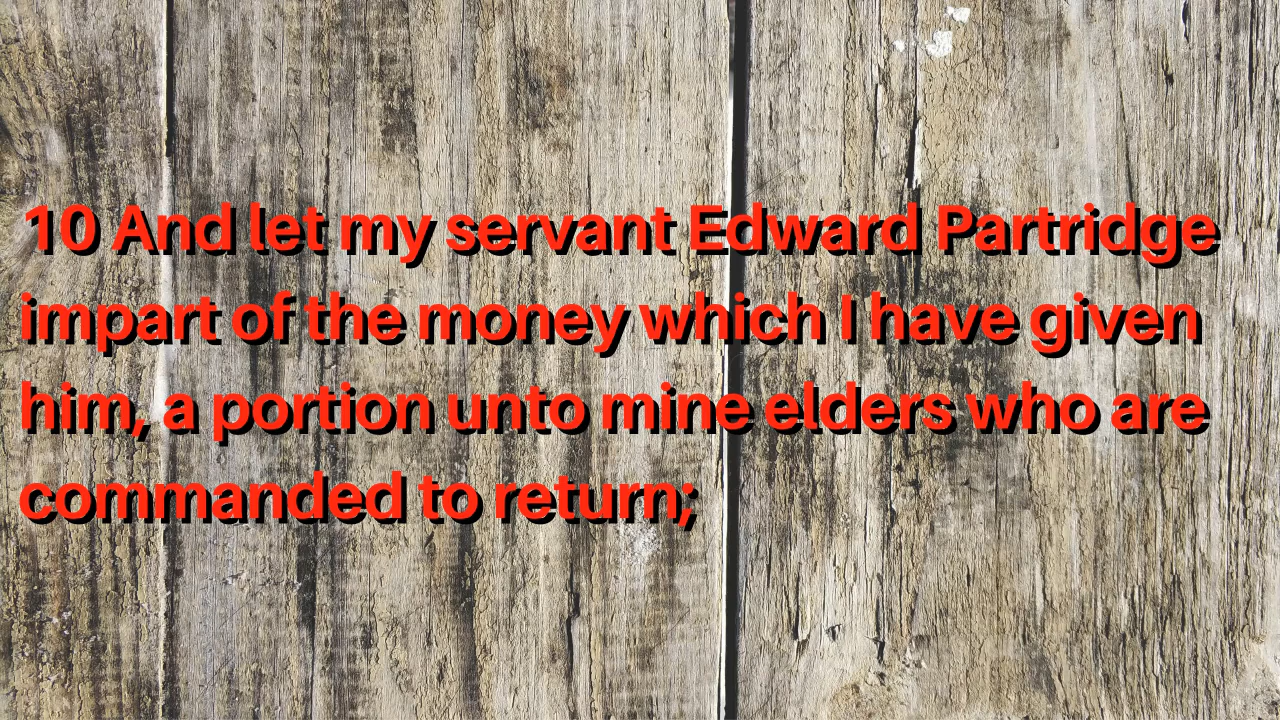 10 And let my servant Edward Partridge
impart of the money which I have given
him, a portion unto mine elders who are
commanded to return;